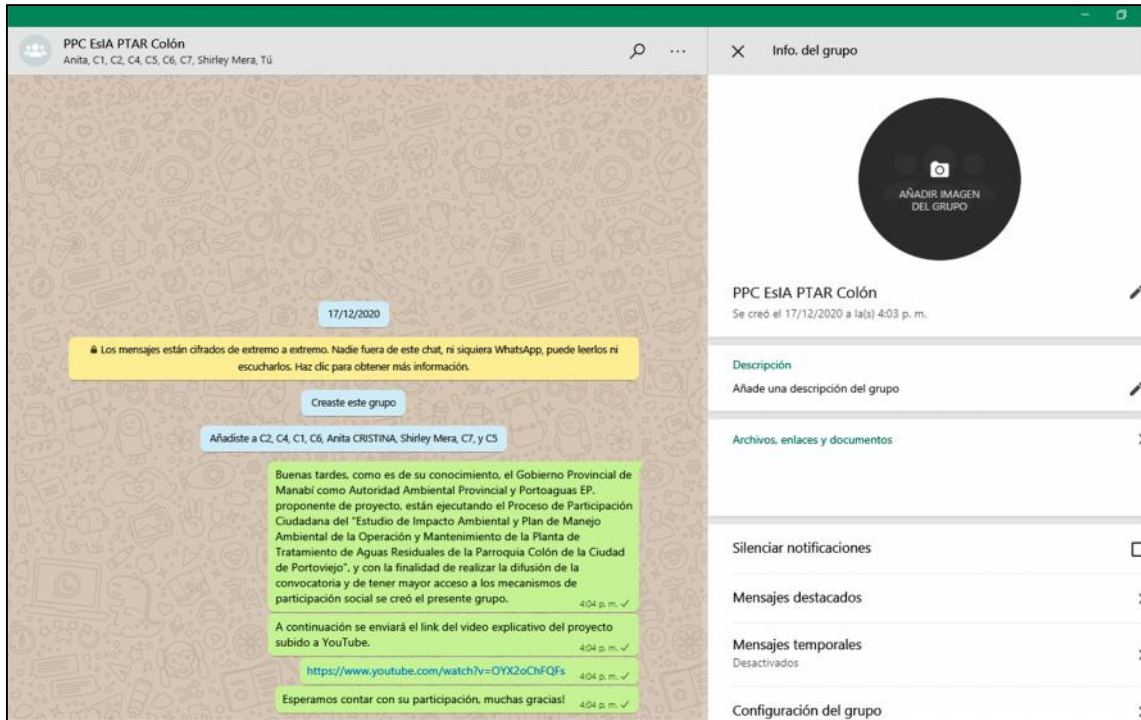 PPC EsIA PTAR Colón
Anita, C1, C2, C4, C5, C6, C7, Shirley Mera, Tú
17/12/2020
Los mensajes están cifrados de extremo a extremo. Nadie fuera de este chat, ni siquiera WhatsApp, puede leerlos ni
escucharlos. Haz clic para obtener más información.
Creaste este grupo
Añadiste a C2, C4, C1, C6, Anita CRISTINA, Shirley Mera, C7, y C5
Buenas tardes, como es de su conocimiento, el Gobierno Provincial de
Manabí como Autoridad Ambiental Provincial y Portoaguas EP.
proponente de proyecto, están ejecutando el Proceso de Participación
Ciudadana del "Estudio de Impacto Ambiental y Plan de Manejo
Ambiental de la Operación y Mantenimiento de la Planta de
Tratamiento de Aguas Residuales de la Parroquia Colón de la Ciudad
de Portoviejo", y con la finalidad de realizar la difusión de la
convocatoria y de tener mayor acceso a los mecanismos de
participación social se creó el presente grupo.
4:04 p. m.
A continuación se enviará el link del video explicativo del proyecto
subido a YouTube.
4:04 p. m.
https://www.youtube.com/watch?v=OYX2oChFQFs
4:04 p. m.
Esperamos contar con su participación, muchas gracias!
4:04 p. m.
Info. del grupo
AÑADIR IMAGEN
DEL GRUPO
PPC EsIA PTAR Colón
Se creó el 17/12/2020 a la(s) 4:03 p. m.
Descripción
Añade una descripción del grupo
Archivos, enlaces y documentos
Silenciar notificaciones
Mensajes destacados
Mensajes temporales
Desactivados
Configuración del grupo